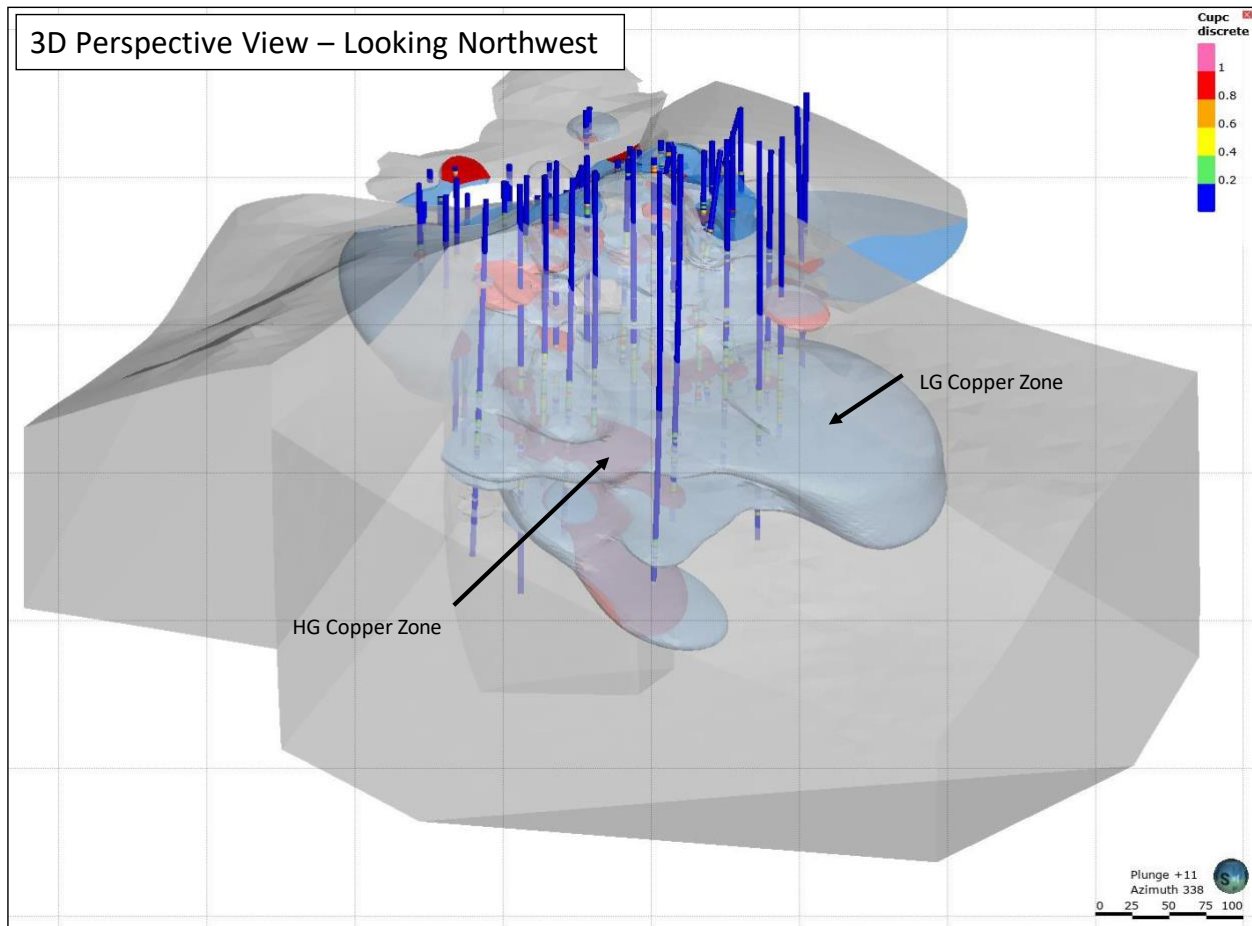 3D Perspective View – Looking Northwest
Cupc
discrete
1
0.8
0.6
0.4
0.2
LG Copper Zone
HG Copper Zone
Plunge +11
Azimuth 338
S
0 25 50 75 100